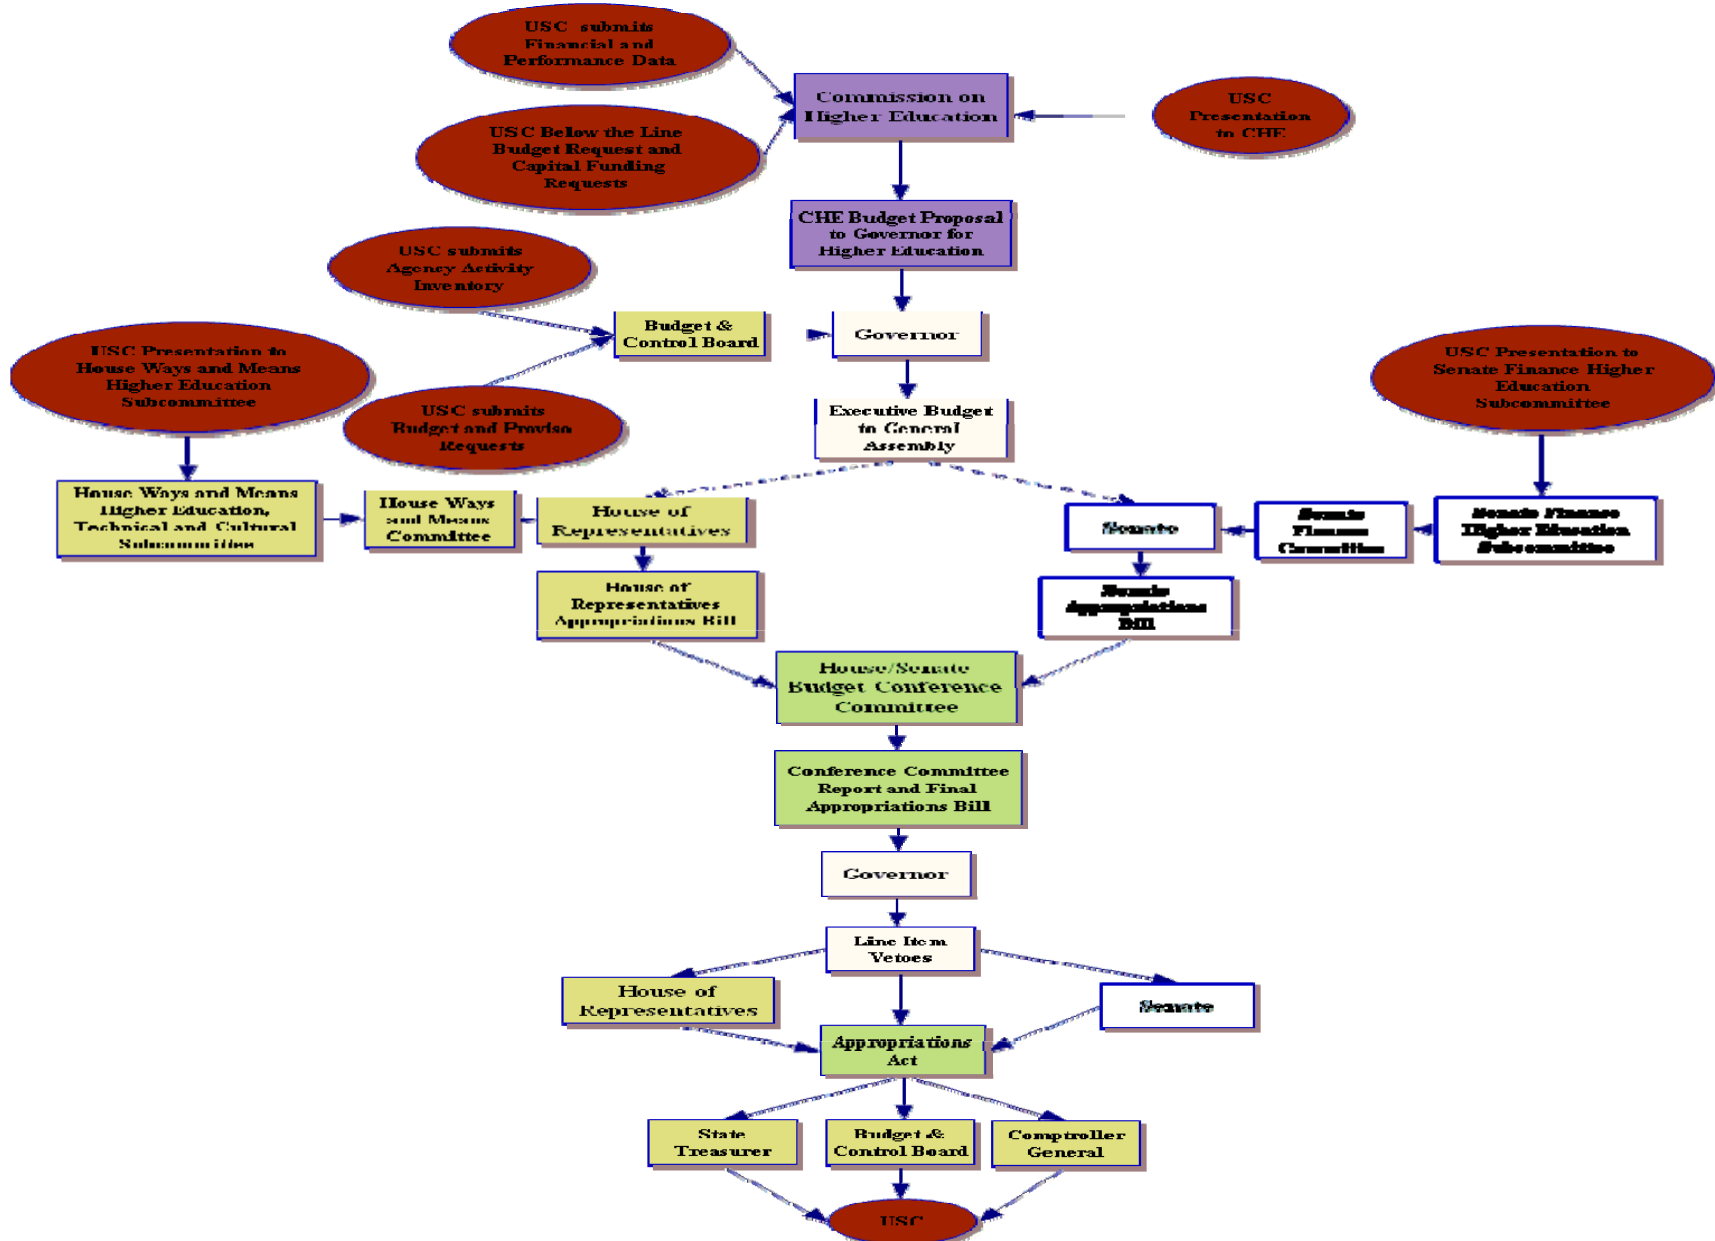 USC submits
Financial and
Performance Data
Commission on
Higher Education
USC
Presentation
to CHE
USC Below the Line
Budget Request and
Capital Funding
Requests
CHE Budget Proposal
to Governor for
Higher Education
USC submits
Agency Activity
Inventory
Budget &
Control Board
Governor
USC Presentation to
House Ways and Means
Higher Education
Subcommittee
USC Presentation to
Senate Finance Higher
Education
Subcommittee
USC submits
Budget and Proviso
Requests
Executive Budget
to General
Assembly
House Ways and Means
Higher Education,
Technical and Cultural
Subcommittee
House Ways
and Means
Committee
House of
Representatives
Senate
Senate
Finance
Committee
Senate Finance
Higher Education
Subcommittee
House of
Representatives
Appropriations Bill
Senate
Appropriations
Bill
House/Senate
Budget Conference
Committee
Conference Committee
Report and Final
Appropriations Bill
Governor
Line Item
Vetoes
House of
Representatives
Senate
Appropriations
Act
State
Treasurer
Budget &
Control Board
Comptroller
General
USC